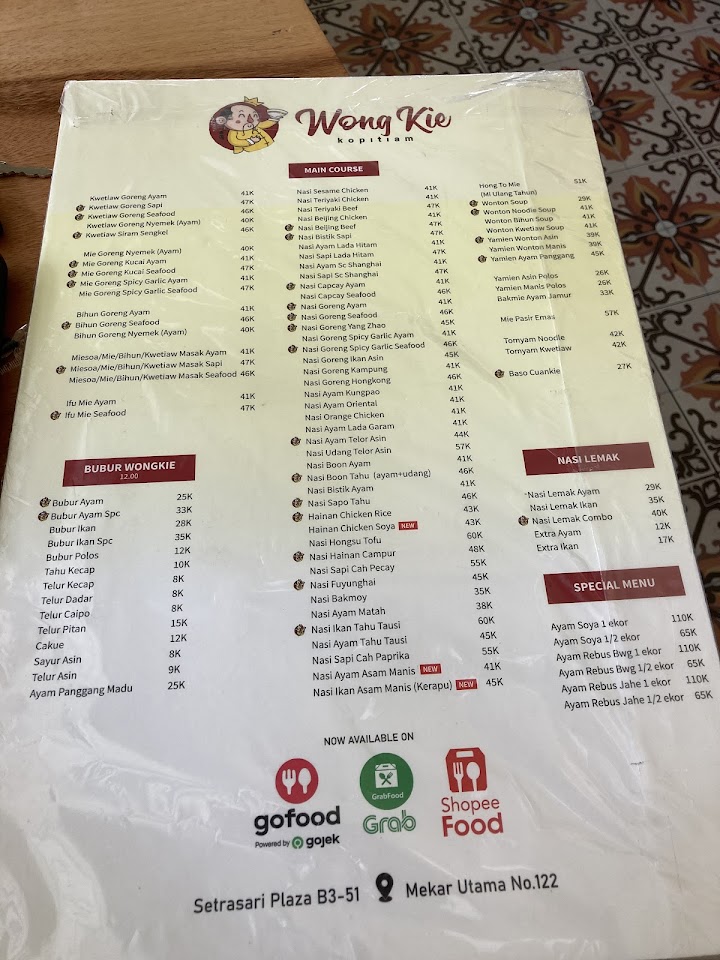 Wong Kie
kopitiam
MAIN COURSE
Kwetiaw Goreng Ayam 41K
Kwetiaw Goreng Sapi 47K
Kwetiaw Goreng Seafood 46K
Kwetiaw Goreng Nyemek (Ayam) 40K
Kwetiaw Siram Sengkel 46K
Mie Goreng Nyemek (Ayam) 40K
Mie Goreng Kucai Ayam 41K
Mie Goreng Kucai Seafood 47K
Mie Goreng Spicy Garlic Ayam 41K
Mie Goreng Spicy Garlic Seafood 47K
Bihun Goreng Ayam 41K
Bihun Goreng Seafood 46K
Bihun Goreng Nyemek (Ayam) 40K
Miesoa/Mie/Bihun/Kwetiaw Masak Ayam 41K
Miesoa/Mie/Bihun/Kwetiaw Masak Sapi 47K
Miesoa/Mie/Bihun/Kwetiaw Masak Seafood 46K
Ifu Mie Ayam 41K
Ifu Mie Seafood 47K
BUBUR WONGKIE
12.00
Bubur Ayam 25K
Bubur Ayam Spc 33K
Bubur Ikan 28K
Bubur Ikan Spc 35K
Bubur Polos 12K
Tahu Kecap 10K
Telur Kecap 8K
Telur Dadar 8K
Telur Caipo 8K
Telur Pitan 15K
Cakue 12K
Sayur Asin 8K
Telur Asin 9K
Ayam Panggang Madu 25K
Nasi Sesame Chicken 41K
Nasi Teriyaki Chicken 41K
Nasi Teriyaki Beef 47K
Nasi Beijing Chicken 41K
Nasi Beijing Beef 47K
Nasi Bistik Sapi 47K
Nasi Ayam Lada Hitam 41K
Nasi Sapi Lada Hitam 47K
Nasi Ayam Sc Shanghai 41K
Nasi Sapi Sc Shanghai 47K
Nasi Capcay Ayam 41K
Nasi Capcay Seafood 46K
Nasi Goreng Ayam 41K
Nasi Goreng Seafood 46K
Nasi Goreng Yang Zhao 45K
Nasi Goreng Spicy Garlic Ayam 41K
Nasi Goreng Spicy Garlic Seafood 46K
Nasi Goreng Ikan Asin 45K
Nasi Goreng Kampung 41K
Nasi Goreng Hongkong 46K
Nasi Ayam Kungpao 41K
Nasi Ayam Oriental 41K
Nasi Orange Chicken 41K
Nasi Ayam Lada Garam 41K
Nasi Ayam Telor Asin 44K
Nasi Udang Telor Asin 57K
Nasi Boon Ayam 41K
Nasi Boon Tahu (ayam+udang) 46K
Nasi Bistik Ayam 41K
Nasi Sapo Tahu 46K
Hainan Chicken Rice 43K
Hainan Chicken Soya NEW 43K
Nasi Hongsu Tofu 60K
Nasi Hainan Campur 48K
Nasi Sapi Cah Pecay 55K
Nasi Fuyunghai 45K
Nasi Bakmoy 35K
Nasi Ayam Matah 38K
Nasi Ikan Tahu Tausi 60K
Nasi Ayam Tahu Tausi 45K
Nasi Sapi Cah Paprika 55K
Nasi Ayam Asam Manis NEW 41K
Nasi Ikan Asam Manis (Kerapu) NEW 45K
Hong To Mie 51K
(Mi Ulang Tahun)
Wonton Soup 29K
Wonton Noodle Soup 41K
Wonton Bihun Soup 41K
Wonton Kwetiaw Soup 41K
Yamien Wonton Asin 39K
Yamien Wonton Manis 39K
Yamien Ayam Panggang 45K
Yamien Asin Polos 26K
Yamien Manis Polos 26K
Bakmie Ayam Jamur 33K
Mie Pasir Emas 57K
Tomyam Noodle 42K
Tomyam Kwetiaw 42K
Baso Cuankie 27K
NASI LEMAK
*Nasi Lemak Ayam 29K
Nasi Lemak Ikan 35K
Nasi Lemak Combo 40K
Extra Ayam 12K
Extra Ikan 17K
SPECIAL MENU
Ayam Soya 1 ekor 110K
Ayam Soya 1/2 ekor 65K
Ayam Rebus Bwg 1 ekor 110K
Ayam Rebus Bwg 1/2 ekor 65K
Ayam Rebus Jahe 1 ekor 110K
Ayam Rebus Jahe 1/2 ekor 65K
NOW AVAILABLE ON
gofood
Powered by gojek
GrabFood
Grab
Shopee
Food
Setrasari Plaza B3-51 Mekar Utama No.122